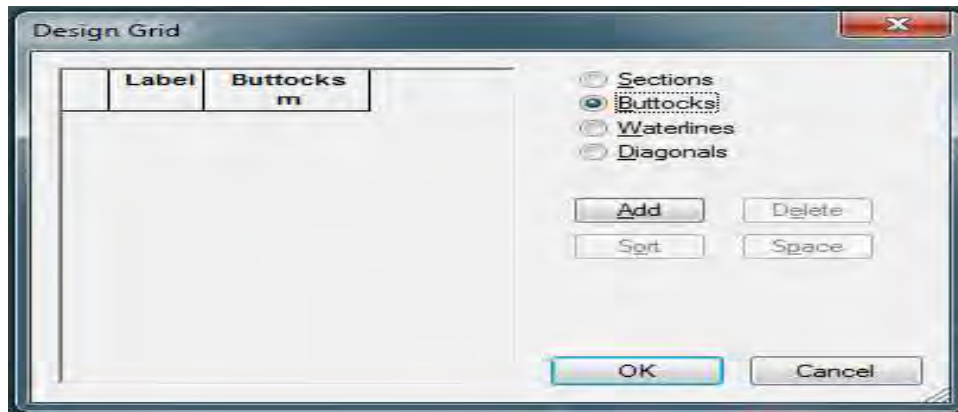 Design Grid
Label Buttocks
m
Sections
Buttocks
Waterlines
Diagonals
Add Delete
Sort Space
OK Cancel